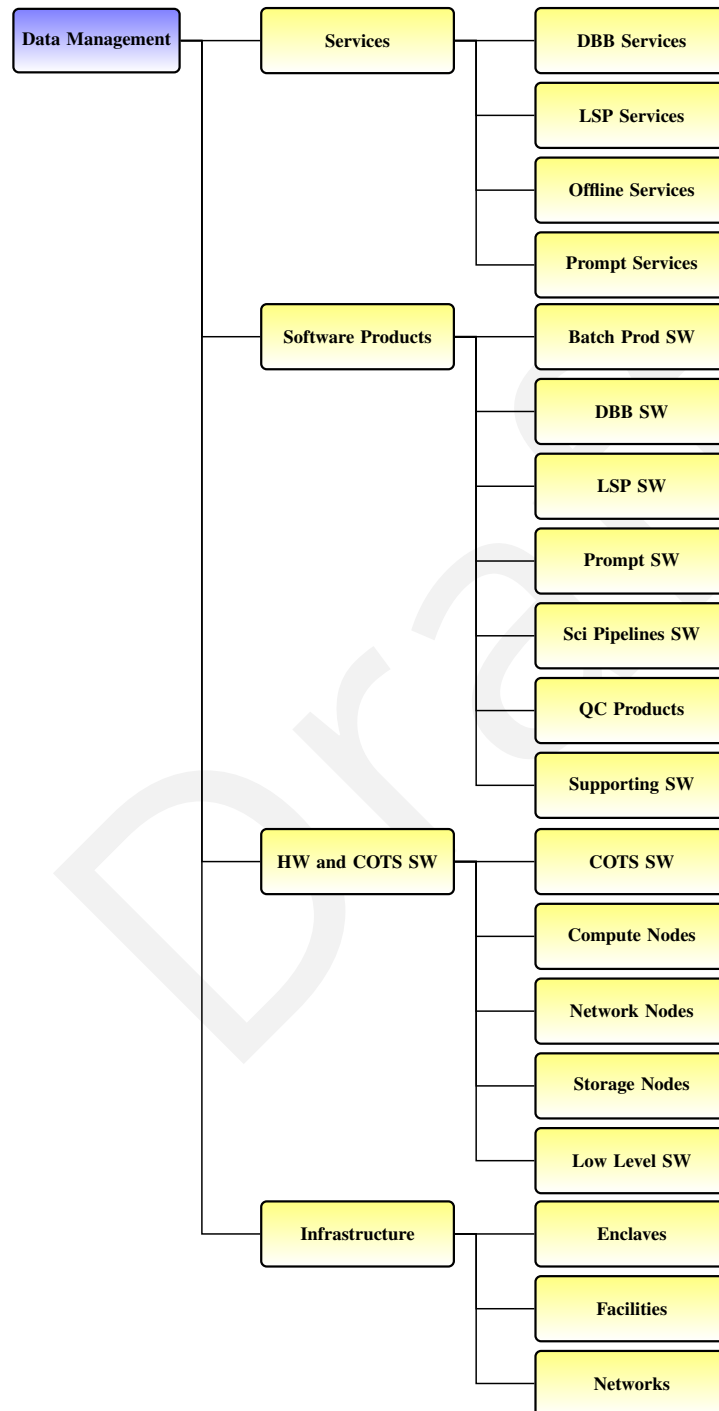 Data Management
Services
DBB Services
LSP Services
Offline Services
Prompt Services
Software Products
Batch Prod SW
DBB SW
LSP SW
Prompt SW
Sci Pipelines SW
QC Products
Supporting SW
HW and COTS SW
COTS SW
Compute Nodes
Network Nodes
Storage Nodes
Low Level SW
Infrastructure
Enclaves
Facilities
Networks
Draft